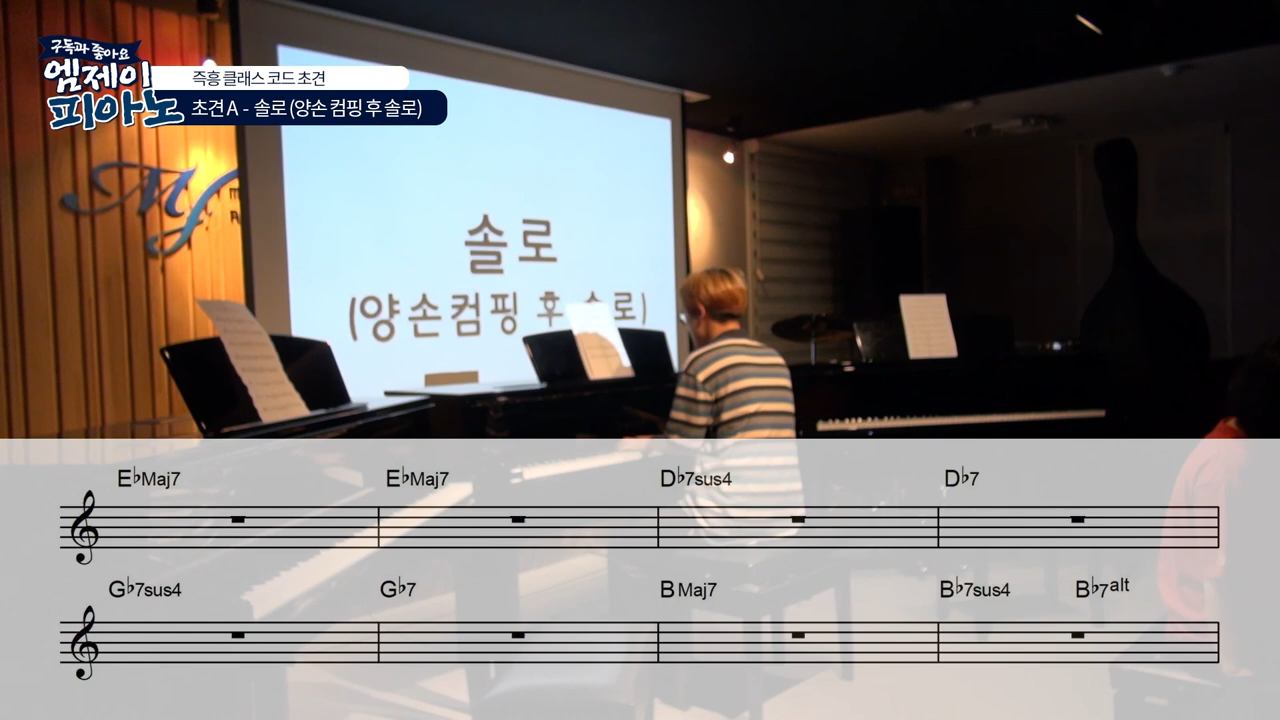 구독과 좋아요
엠제이
피아노
즉흥 클래스 코드 초견
초견 A - 솔로 (양손 컴핑 후 솔로)
Mf
솔로
(양손컴핑 후 솔로)
E♭Maj7 E♭Maj7 D♭7sus4 D♭7
G♭7sus4 G♭7 B Maj7 B♭7sus4 B♭7alt